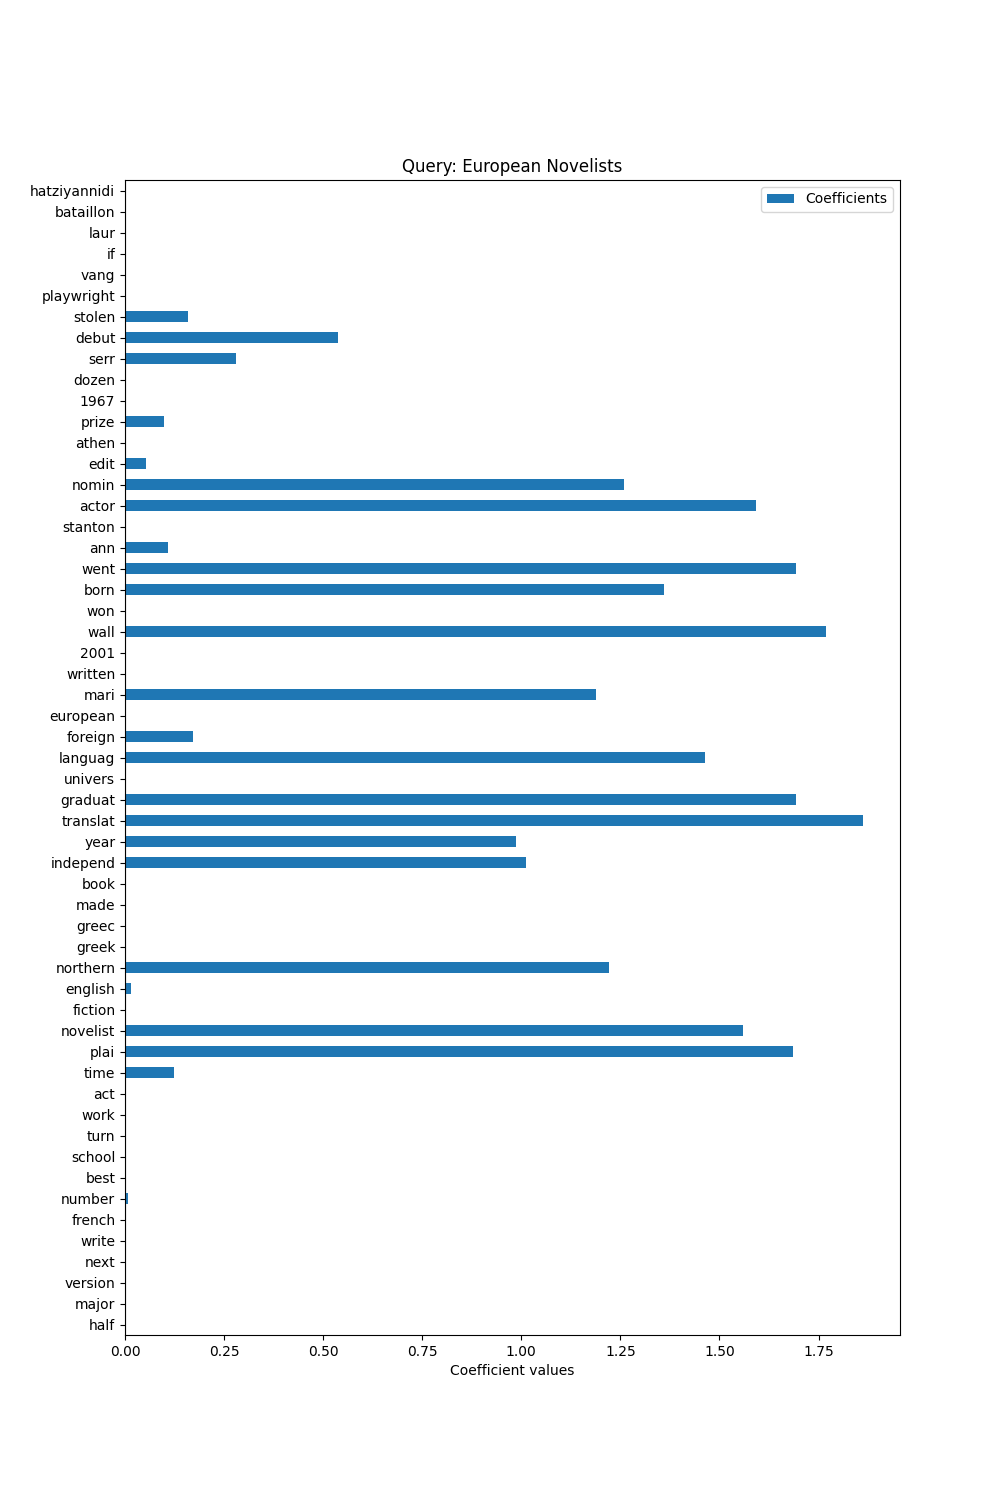 Query: European Novelists
Coefficients
hatziyannidi
bataillon
laur
if
vang
playwright
stolen
debut
serr
dozen
1967
prize
athen
edit
nomin
actor
stanton
ann
went
born
won
wall
2001
written
mari
european
foreign
languag
univers
graduat
translat
year
independ
book
made
greec
greek
northern
english
fiction
novelist
plai
time
act
work
turn
school
best
number
french
write
next
version
major
half
0.00 0.25 0.50 0.75 1.00 1.25 1.50 1.75
Coefficient values